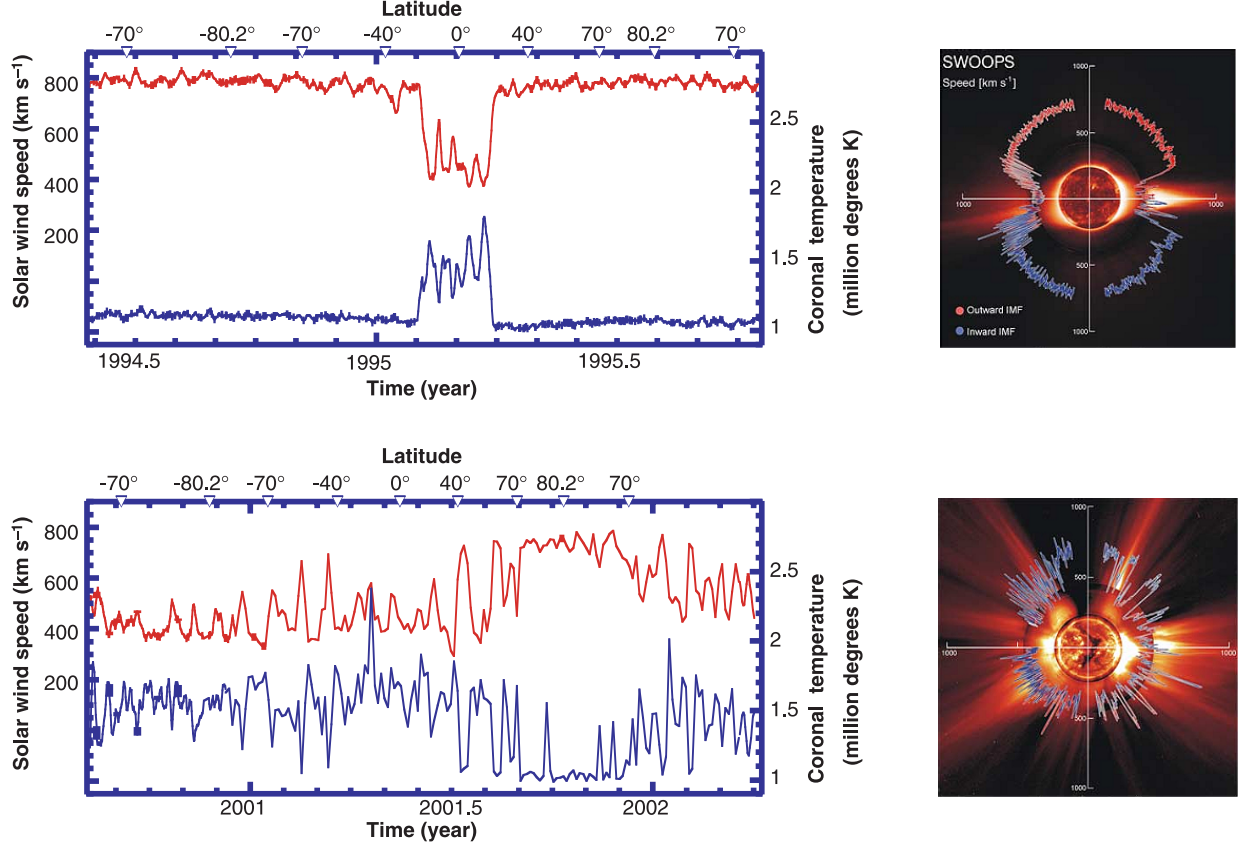 Latitude
-70° -80.2° -70° -40° 0° 40° 70° 80.2° 70°
800
600
400
200
Solar wind speed (km s⁻¹)
2.5
2
1.5
1
Coronal temperature
(million degrees K)
1994.5 1995 1995.5
Time (year)
SWOOPS
Speed [km s⁻¹]
1000
500
1000 1000
500
1000
Outward IMF
Inward IMF
Latitude
-70° -80.2° -70° -40° 0° 40° 70° 80.2° 70°
800
600
400
200
Solar wind speed (km s⁻¹)
2.5
2
1.5
1
Coronal temperature
(million degrees K)
2001 2001.5 2002
Time (year)
1000
500
1000 1000
500
1000